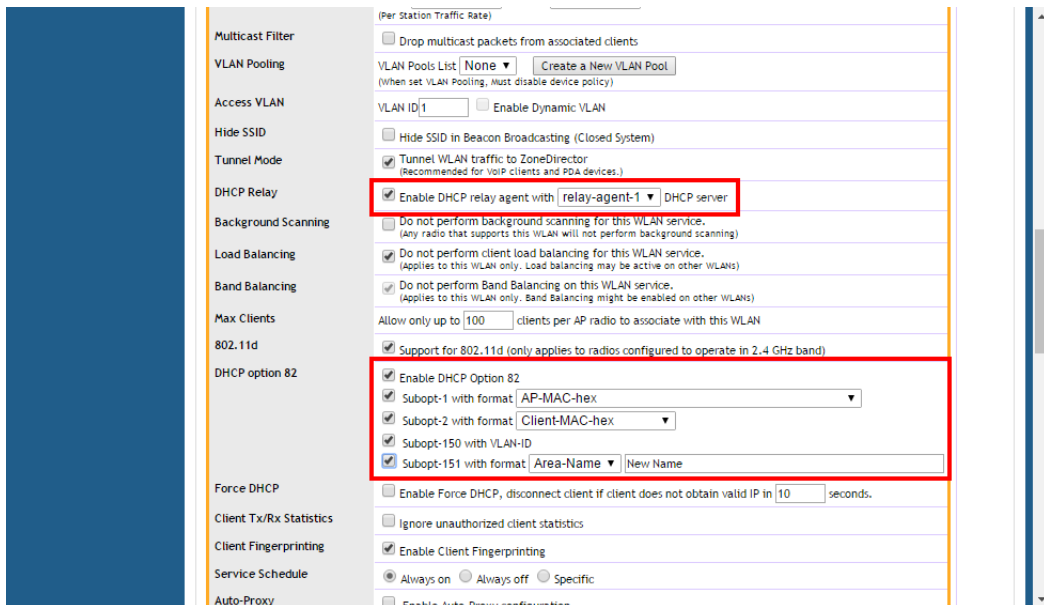 (Per Station Traffic Rate)
Multicast Filter
Drop multicast packets from associated clients
VLAN Pooling
VLAN Pools List None Create a New VLAN Pool
(When set VLAN Pooling, Must disable device policy)
Access VLAN
VLAN ID 1 Enable Dynamic VLAN
Hide SSID
Hide SSID in Beacon Broadcasting (Closed System)
Tunnel Mode
Tunnel WLAN traffic to ZoneDirector
(Recommended for VoIP clients and PDA devices.)
DHCP Relay
Enable DHCP relay agent with relay-agent-1 DHCP server
Background Scanning
Do not perform background scanning for this WLAN service.
(Any radio that supports this WLAN will not perform background scanning)
Load Balancing
Do not perform client load balancing for this WLAN service.
(Applies to this WLAN only. Load balancing may be active on other WLANs)
Band Balancing
Do not perform Band Balancing on this WLAN service.
(Applies to this WLAN only. Band Balancing might be enabled on other WLANs)
Max Clients
Allow only up to 100 clients per AP radio to associate with this WLAN
802.11d
Support for 802.11d (only applies to radios configured to operate in 2.4 GHz band)
DHCP option 82
Enable DHCP Option 82
Subopt-1 with format AP-MAC-hex
Subopt-2 with format Client-MAC-hex
Subopt-150 with VLAN-ID
Subopt-151 with format Area-Name New Name
Force DHCP
Enable Force DHCP, disconnect client if client does not obtain valid IP in 10 seconds.
Client Tx/Rx Statistics
Ignore unauthorized client statistics
Client Fingerprinting
Enable Client Fingerprinting
Service Schedule
Always on Always off Specific
Auto-Proxy
Enable Auto-Proxy configuration